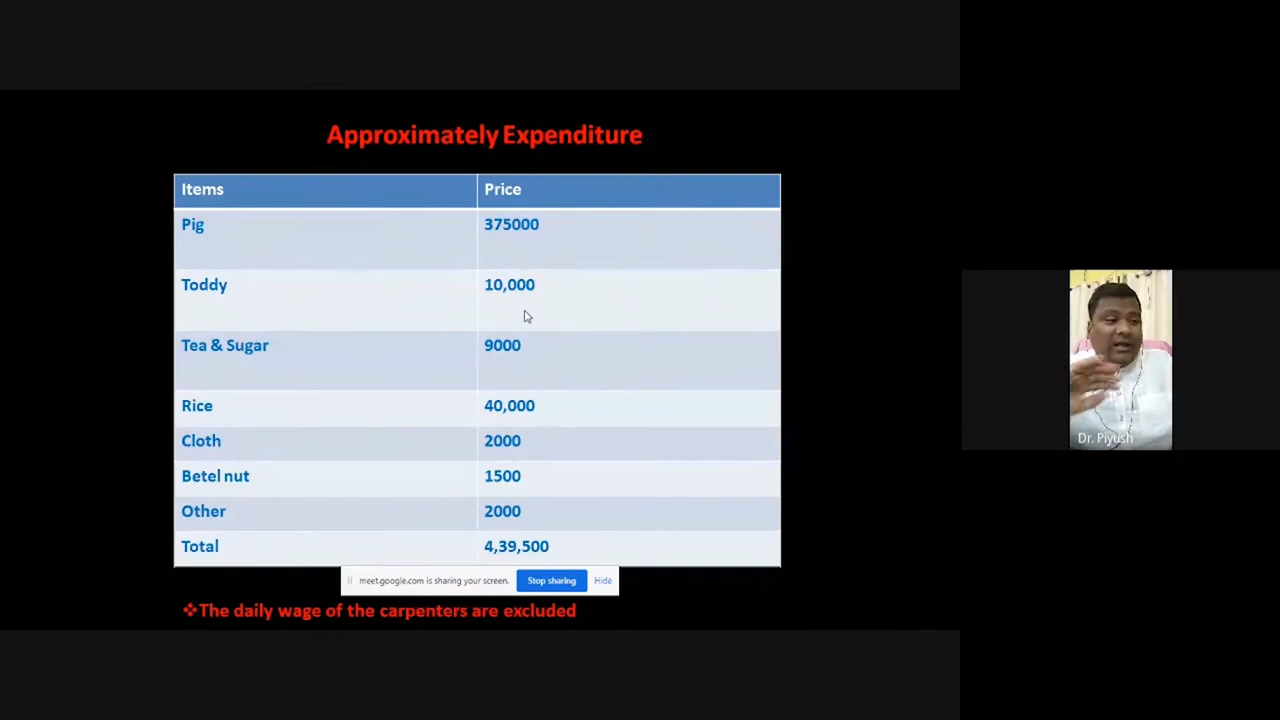 Approximately Expenditure
Items Price
Pig 375000
Toddy 10,000
Tea & Sugar 9000
Rice 40,000
Cloth 2000
Betel nut 1500
Other 2000
Total 4,39,500
meet.google.com is sharing your screen. Stop sharing Hide
❖The daily wage of the carpenters are excluded
Dr. Piyush